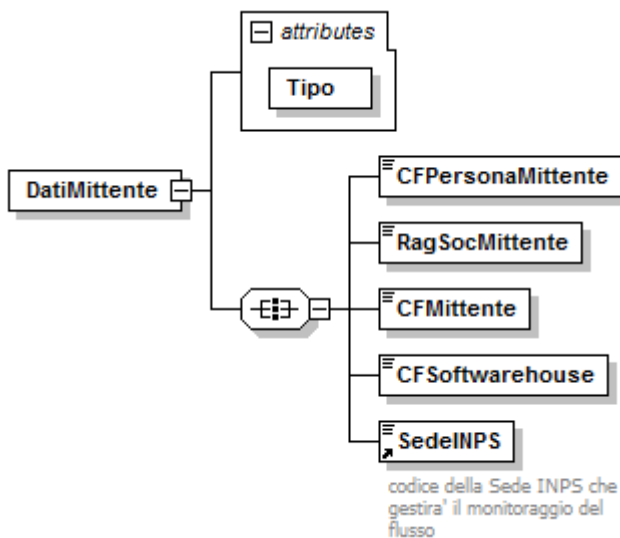 attributes
Tipo
DatiMittente
CFPersonaMittente
RagSocMittente
CFMittente
CFSoftwarehouse
SedeINPS
codice della Sede INPS che
gestira' il monitoraggio del
flusso